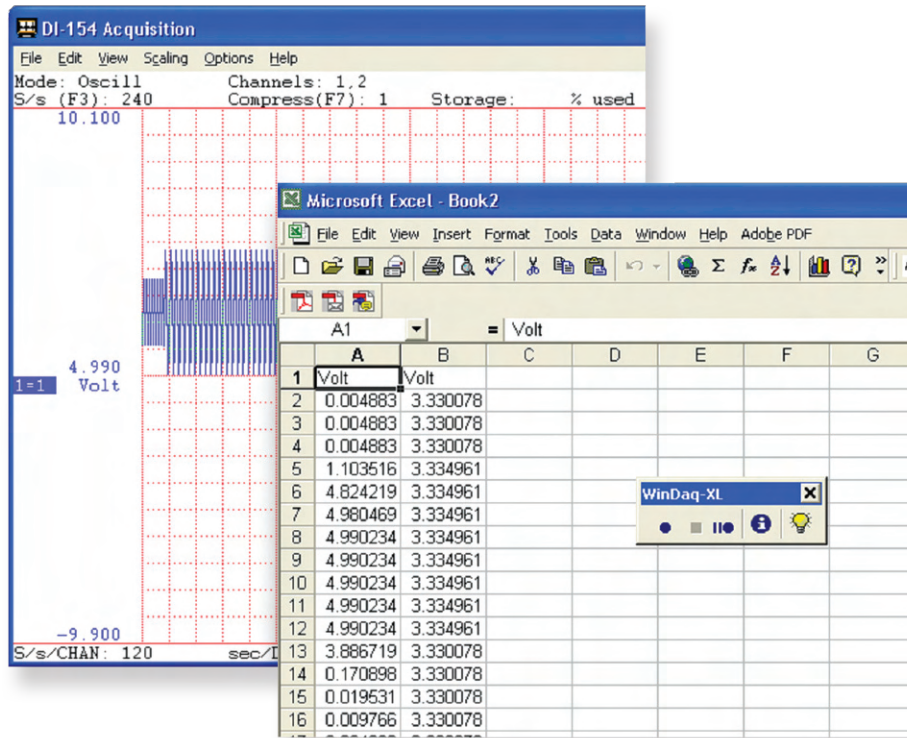 DI-154 Acquisition
File Edit View Scaling Options Help
Mode: Oscill Channels: 1,2
S/s (F3): 240 Compress(F7): 1 Storage: % used
10.100
4.990
1=1 Volt
-9.900
S/s/CHAN: 120
Microsoft Excel - Book2
File Edit View Insert Format Tools Data Window Help Adobe PDF
A1 = Volt
A B C D E F G
1 Volt Volt
2 0.004883 3.330078
3 0.004883 3.330078
4 0.004883 3.330078
5 1.103516 3.334961
6 4.824219 3.334961
7 4.980469 3.334961
8 4.990234 3.334961
9 4.990234 3.334961
10 4.990234 3.334961
11 4.990234 3.334961
12 4.990234 3.334961
13 3.886719 3.330078
14 0.170898 3.330078
15 0.019531 3.330078
16 0.009766 3.330078
WinDaq-XL